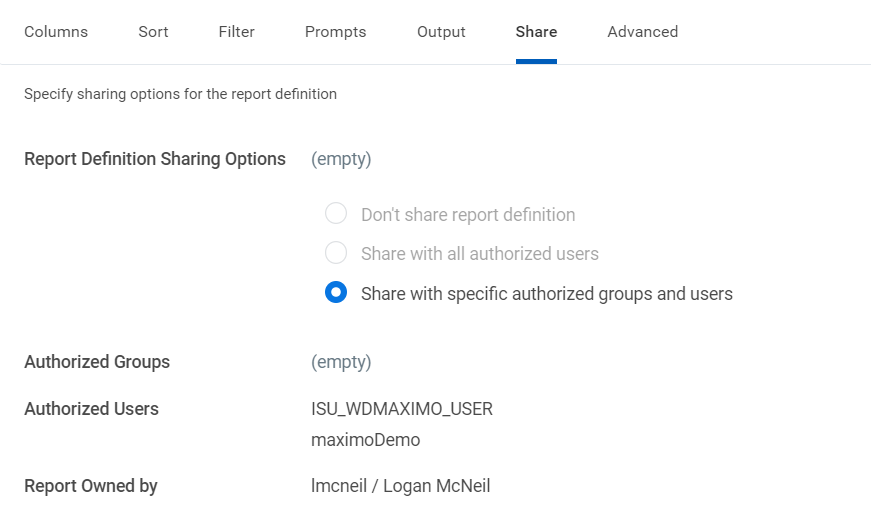 Columns Sort Filter Prompts Output Share Advanced
Specify sharing options for the report definition
Report Definition Sharing Options (empty)
Don't share report definition
Share with all authorized users
Share with specific authorized groups and users
Authorized Groups (empty)
Authorized Users ISU_WDMAXIMO_USER
maximoDemo
Report Owned by lmcneil / Logan McNeil